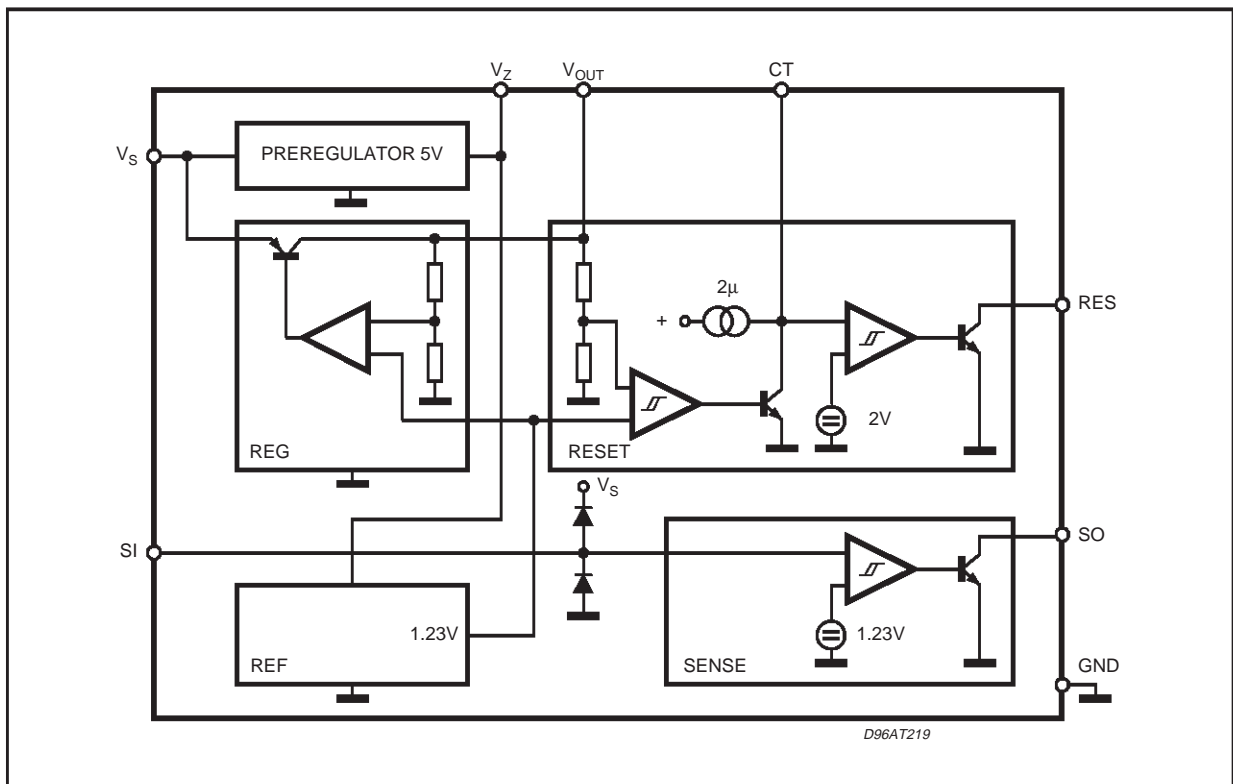 VZ
VOUT
CT
VS
PREREGULATOR 5V
2μ
+
RES
2V
REG
RESET
VS
SI
SO
1.23V
1.23V
REF
SENSE
GND
D96AT219